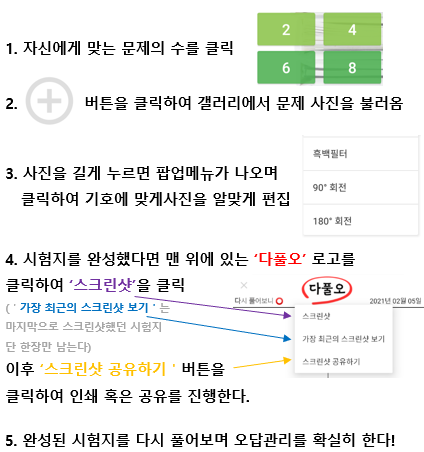 2 4
1. 자신에게 맞는 문제의 수를 클릭
6 8
2. 버튼을 클릭하여 갤러리에서 문제 사진을 불러옴
흑백필터
3. 사진을 길게 누르면 팝업메뉴가 나오며
클릭하여 기호에 맞게사진을 알맞게 편집
90° 회전
180° 회전
4. 시험지를 완성했다면 맨 위에 있는 ‘다풀오’ 로고를
클릭하여 ‘스크린샷’을 클릭
다풀오
( ' 가장 최근의 스크린샷 보기 ' 는
다시 풀어보니 2021년 02월 05일
마지막으로 스크린샷했던 시험지
스크린샷
단 한장만 남는다)
가장 최근의 스크린샷 보기
이후 ‘스크린샷 공유하기 ' 버튼을
스크린샷 공유하기
클릭하여 인쇄 혹은 공유를 진행한다.
5. 완성된 시험지를 다시 풀어보며 오답관리를 확실히 한다!